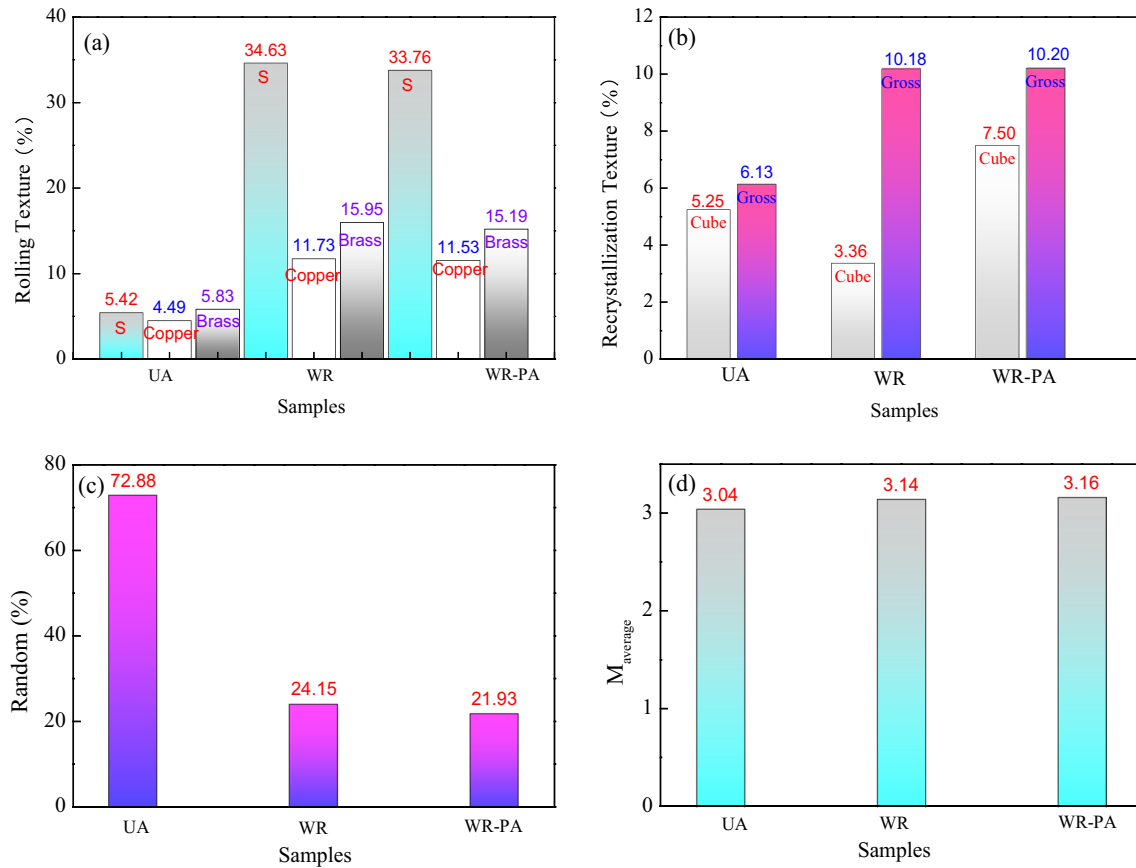 (a)
Rolling Texture (%)
40
30
20
10
0
5.42
S
4.49
Copper
5.83
Brass
34.63
S
11.73
Copper
15.95
Brass
33.76
S
11.53
Copper
15.19
Brass
UA WR WR-PA
Samples
(b)
Recrystallization Texture (%)
12
10
8
6
4
2
0
5.25
Cube
6.13
Gross
3.36
Cube
10.18
Gross
7.50
Cube
10.20
Gross
UA WR WR-PA
Samples
(c)
Random (%)
80
60
40
20
0
72.88
24.15
21.93
UA WR WR-PA
Samples
(d)
Maverage
3
2
1
0
3.04
3.14
3.16
UA WR WR-PA
Samples